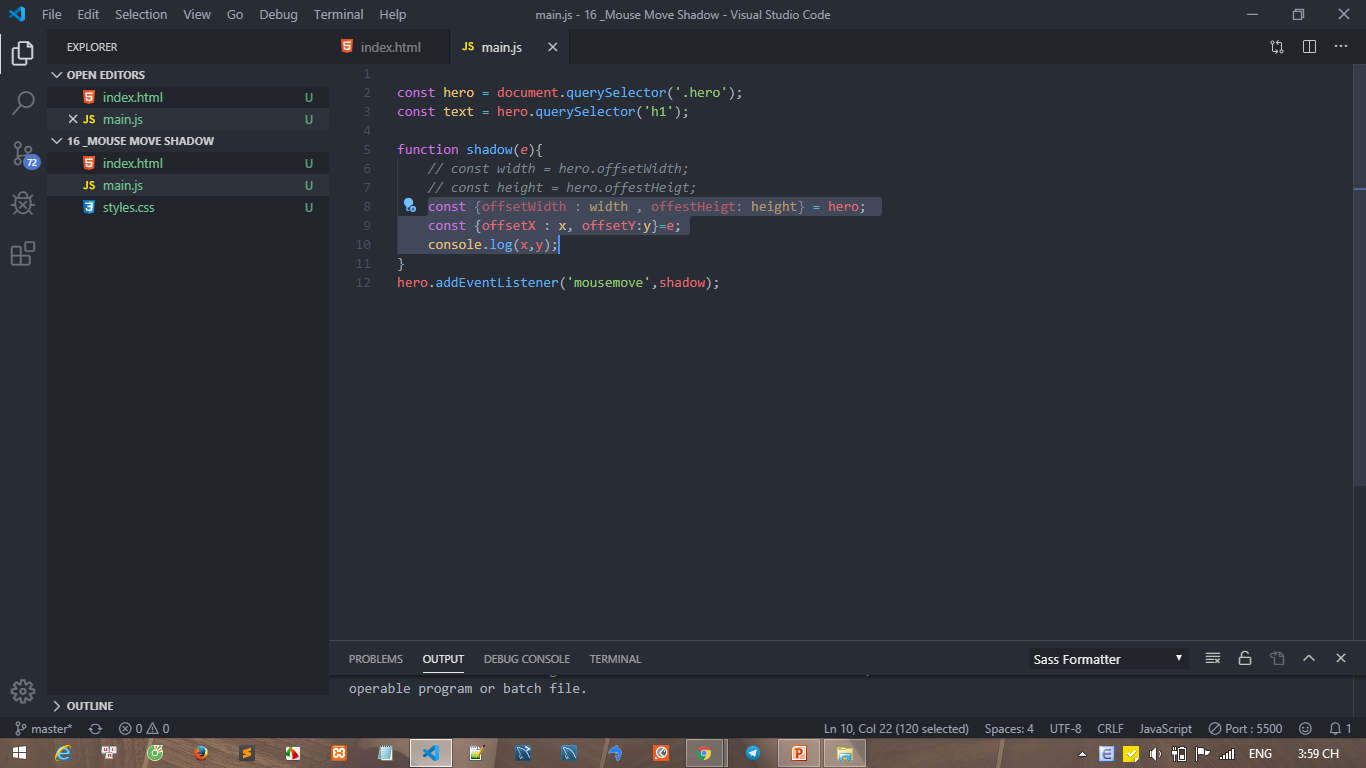 File Edit Selection View Go Debug Terminal Help
main.js - 16 _Mouse Move Shadow - Visual Studio Code
EXPLORER
OPEN EDITORS
index.html U
JS main.js U
16 _MOUSE MOVE SHADOW
index.html U
JS main.js U
styles.css U
OUTLINE
72
index.html
JS main.js
1
2 const hero = document.querySelector('.hero');
3 const text = hero.querySelector('h1');
4
5 function shadow(e){
6 // const width = hero.offsetWidth;
7 // const height = hero.offestHeigt;
8 const {offsetWidth : width , offestHeigt: height} = hero;
9 const {offsetX : x, offsetY:y}=e;
10 console.log(x,y);
11 }
12 hero.addEventListener('mousemove',shadow);
PROBLEMS OUTPUT DEBUG CONSOLE TERMINAL
Sass Formatter
operable program or batch file.
master* 0 0
Ln 10, Col 22 (120 selected) Spaces: 4 UTF-8 CRLF JavaScript Port : 5500 1
ENG 3:59 CH